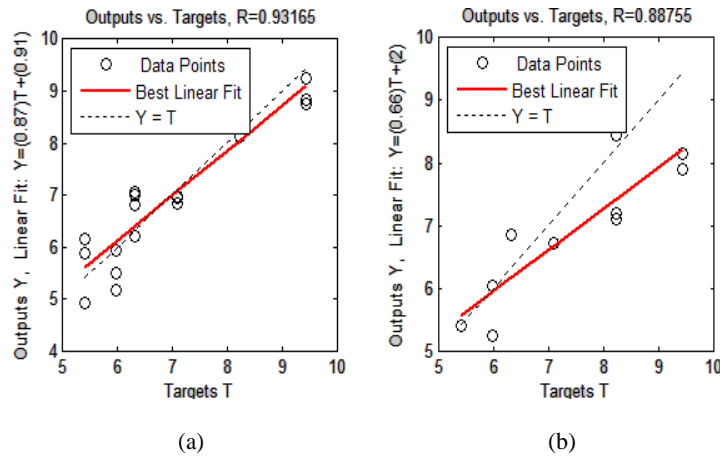 Outputs vs. Targets, R=0.93165
Outputs Y, Linear Fit: Y=(0.87)T+(0.91)
10
9
8
7
6
5
4
Data Points
Best Linear Fit
Y = T
5 6 7 8 9 10
Targets T
(a)
Outputs vs. Targets, R=0.88755
Outputs Y, Linear Fit: Y=(0.66)T+(2)
10
9
8
7
6
5
Data Points
Best Linear Fit
Y = T
5 6 7 8 9 10
Targets T
(b)